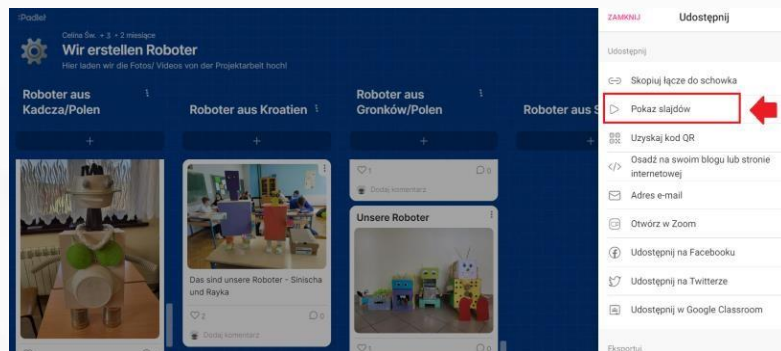 Padlet
Celina Św. + 3 • 2 miesiące
Wir erstellen Roboter
Hier laden wir die Fotos/ Videos von der Projektarbeit hoch!
Roboter aus
Kadcza/Polen
Roboter aus Kroatien
Roboter aus
Gronków/Polen
Roboter aus S
Das sind unsere Roboter - Sinischa
und Rayka
2
Dodaj komentarz
1
0
Dodaj komentarz
Unsere Roboter
1
0
ZAMKNIJ
Udostępnij
Udostępnij
Skopiuj łącze do schowka
Pokaz slajdów
Uzyskaj kod QR
Osadź na swoim blogu lub stronie
internetowej
Adres e-mail
Otwórz w Zoom
Udostępnij na Facebooku
Udostępnij na Twitterze
Udostępnij w Google Classroom
Eksportuj